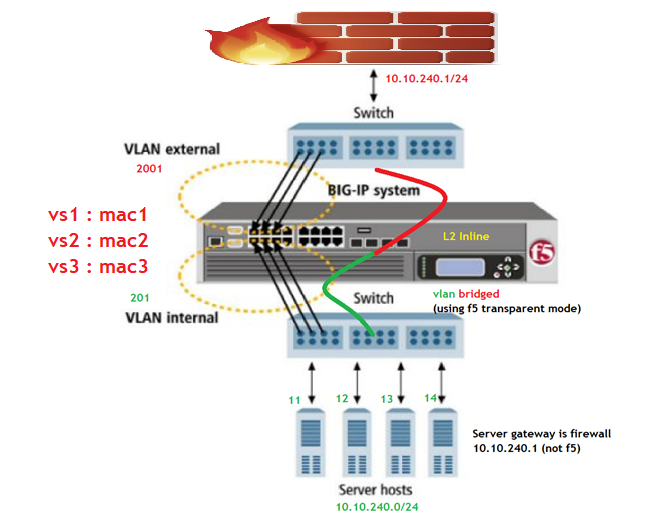 10.10.240.1/24
Switch
VLAN external
2001
BIG-IP system
vs1 : mac1
vs2 : mac2
vs3 : mac3
L2 Inline
f5
201
VLAN internal
Switch
vlan bridged
(using f5 transparent mode)
11 12 13 14
Server gateway is firewall
10.10.240.1 (not f5)
Server hosts
10.10.240.0/24